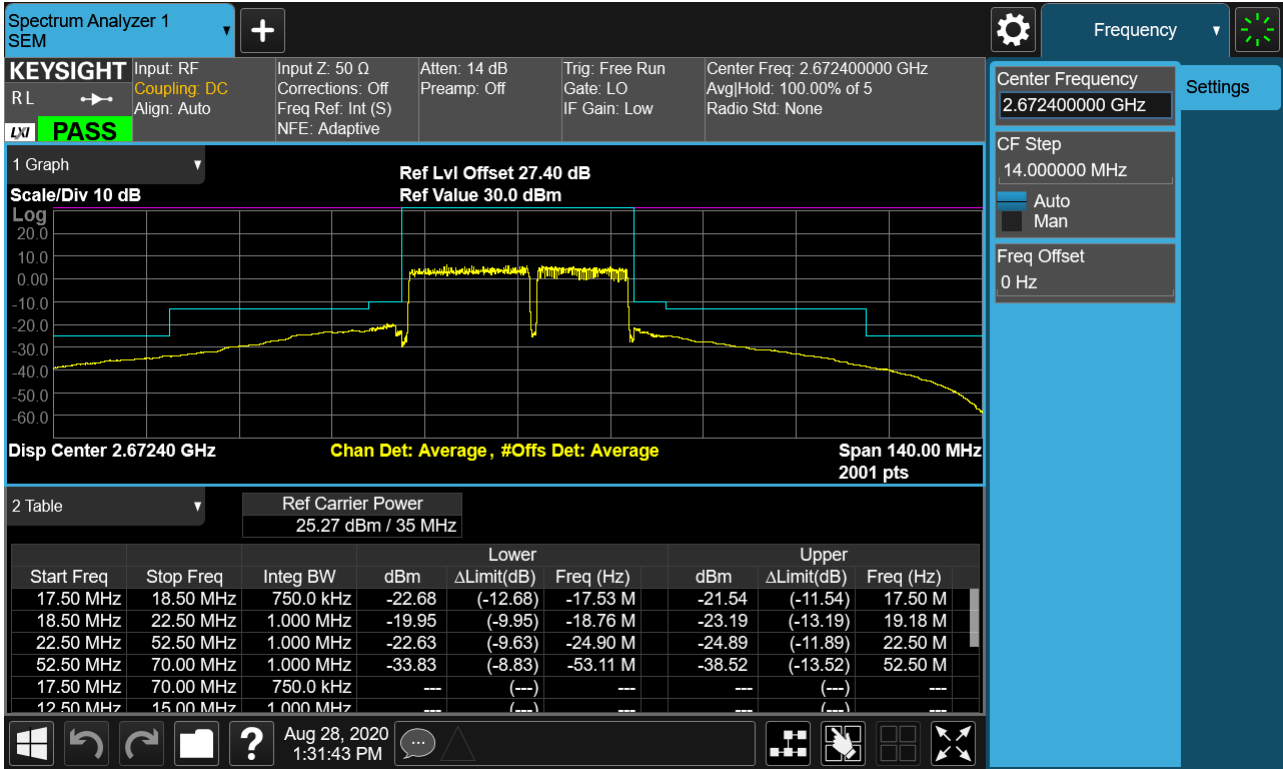 Spectrum Analyzer 1
SEM
▼
+
Frequency ▼
KEYSIGHT
R L
LXI PASS
Input: RF
Coupling: DC
Align: Auto
Input Z: 50 Ω
Corrections: Off
Freq Ref: Int (S)
NFE: Adaptive
Atten: 14 dB
Preamp: Off
Trig: Free Run
Gate: LO
IF Gain: Low
Center Freq: 2.672400000 GHz
Avg|Hold: 100.00% of 5
Radio Std: None
Center Frequency
2.672400000 GHz
Settings
CF Step
14.000000 MHz
Auto
Man
Freq Offset
0 Hz
1 Graph ▼
Scale/Div 10 dB
Ref Lvl Offset 27.40 dB
Ref Value 30.0 dBm
Log
20.0
10.0
0.00
-10.0
-20.0
-30.0
-40.0
-50.0
-60.0
Disp Center 2.67240 GHz
Chan Det: Average , #Offs Det: Average
Span 140.00 MHz
2001 pts
2 Table ▼
Ref Carrier Power
25.27 dBm / 35 MHz
Lower Upper
Start Freq Stop Freq Integ BW dBm ΔLimit(dB) Freq (Hz) dBm ΔLimit(dB) Freq (Hz)
17.50 MHz 18.50 MHz 750.0 kHz -22.68 (-12.68) -17.53 M -21.54 (-11.54) 17.50 M
18.50 MHz 22.50 MHz 1.000 MHz -19.95 (-9.95) -18.76 M -23.19 (-13.19) 19.18 M
22.50 MHz 52.50 MHz 1.000 MHz -22.63 (-9.63) -24.90 M -24.89 (-11.89) 22.50 M
52.50 MHz 70.00 MHz 1.000 MHz -33.83 (-8.83) -53.11 M -38.52 (-13.52) 52.50 M
17.50 MHz 70.00 MHz 750.0 kHz --- (---) --- --- (---) ---
12.50 MHz 15.00 MHz 1.000 MHz --- (---) --- --- (---) ---
?
Aug 28, 2020
1:31:43 PM
...